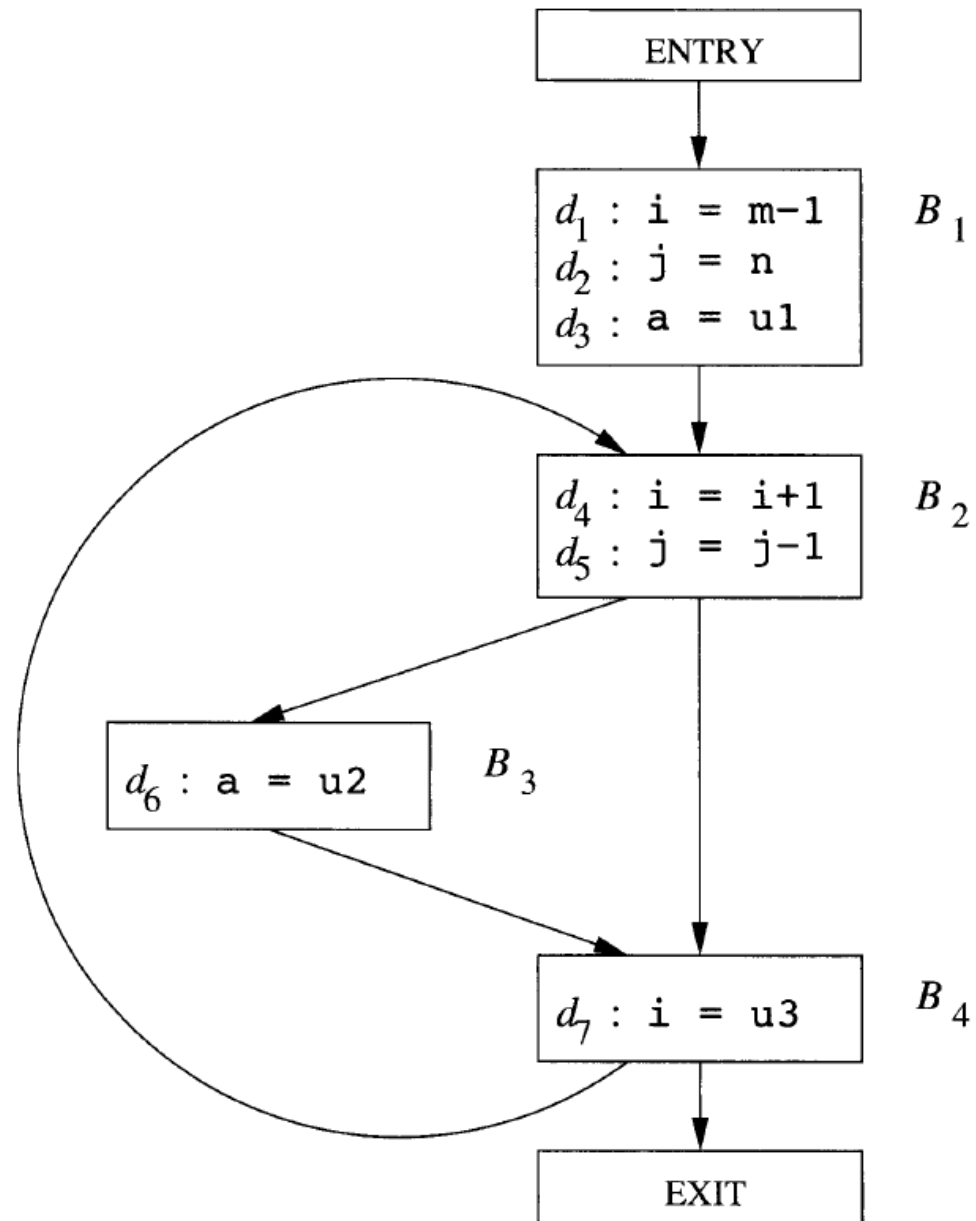 ENTRY
d1 : i = m-1
d2 : j = n
d3 : a = u1
B1
d4 : i = i+1
d5 : j = j-1
B2
d6 : a = u2
B3
d7 : i = u3
B4
EXIT